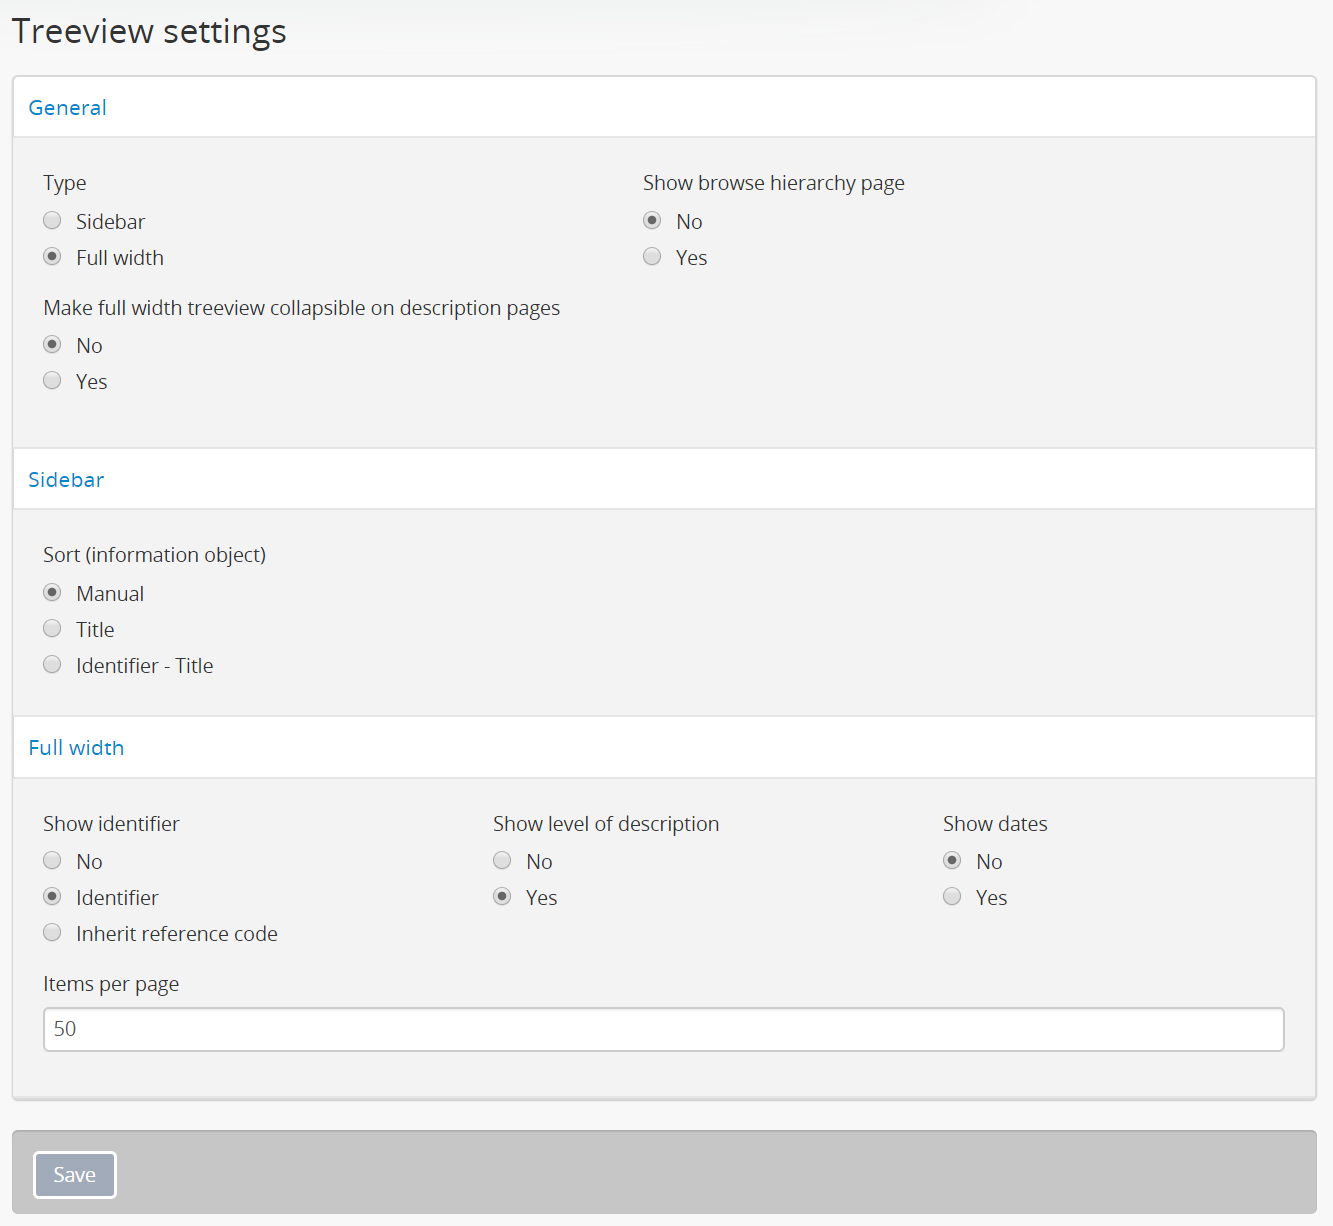 Treeview settings
General
Type
Sidebar
Full width
Show browse hierarchy page
No
Yes
Make full width treeview collapsible on description pages
No
Yes
Sidebar
Sort (information object)
Manual
Title
Identifier - Title
Full width
Show identifier
No
Identifier
Inherit reference code
Show level of description
No
Yes
Show dates
No
Yes
Items per page
50
Save